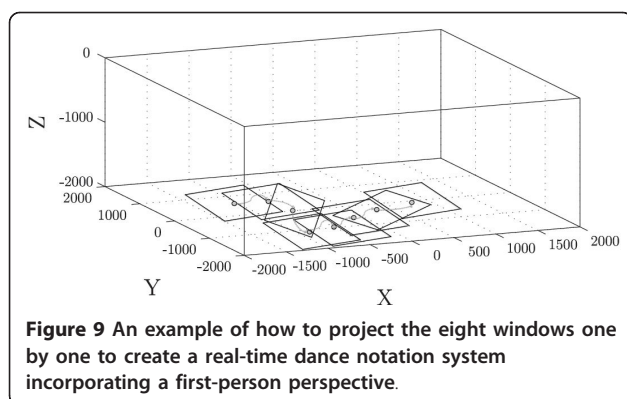 0
-1000
-2000
Z
2000
1000
0
-1000
-2000
Y
-2000
-1500
-1000
-500
0
500
1000
1500
2000
X
Figure 9 An example of how to project the eight windows one
by one to create a real-time dance notation system
incorporating a first-person perspective.